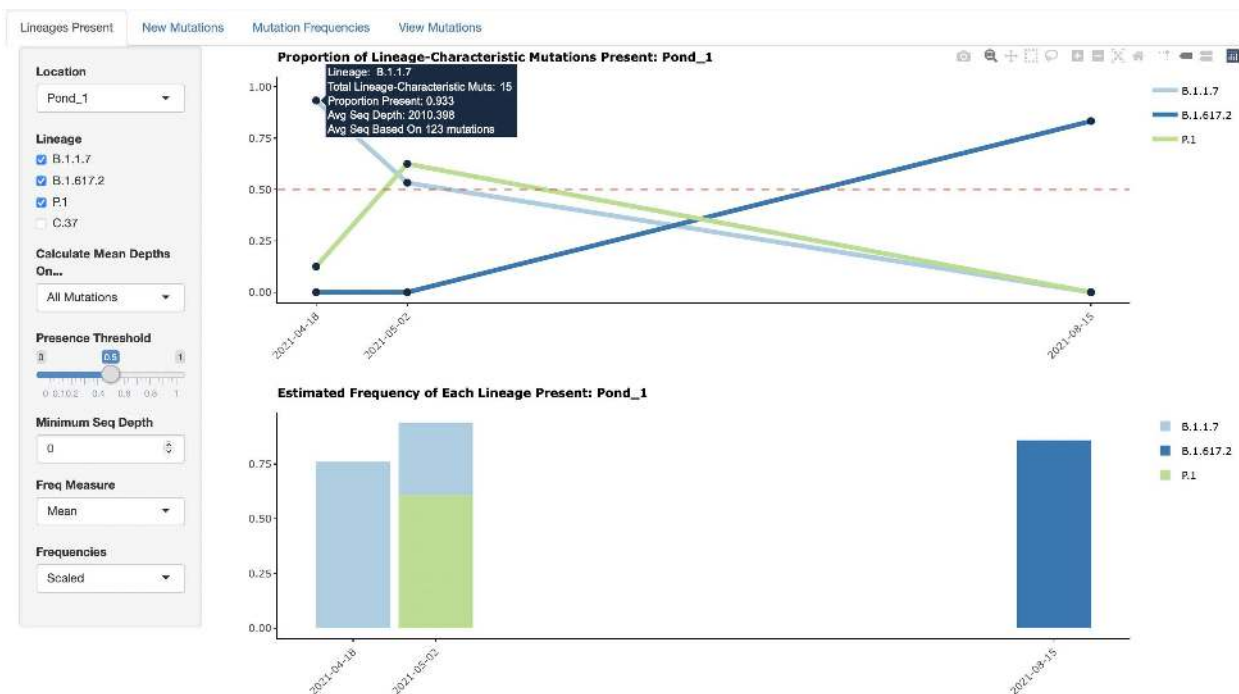 Lineages Present
New Mutations
Mutation Frequencies
View Mutations
Location
Pond_1
Lineage
B.1.1.7
B.1.617.2
P.1
C.37
Calculate Mean Depths
On...
All Mutations
Presence Threshold
0.5
1
Minimum Seq Depth
0
Freq Measure
Mean
Frequencies
Scaled
Proportion of Lineage-Characteristic Mutations Present: Pond_1
Lineage: B.1.1.7
Total Lineage-Characteristic Muts: 15
Proportion Present: 0.933
Avg Seq Depth: 2010.398
Avg Seq Based On 123 mutations
1.00
0.75
0.50
0.25
0.00
2021-04-18
2021-05-02
2021-08-15
B.1.1.7
B.1.617.2
P.1
Estimated Frequency of Each Lineage Present: Pond_1
0.75
0.50
0.25
0.00
2021-04-18
2021-05-02
2021-08-15
B.1.1.7
B.1.617.2
P.1